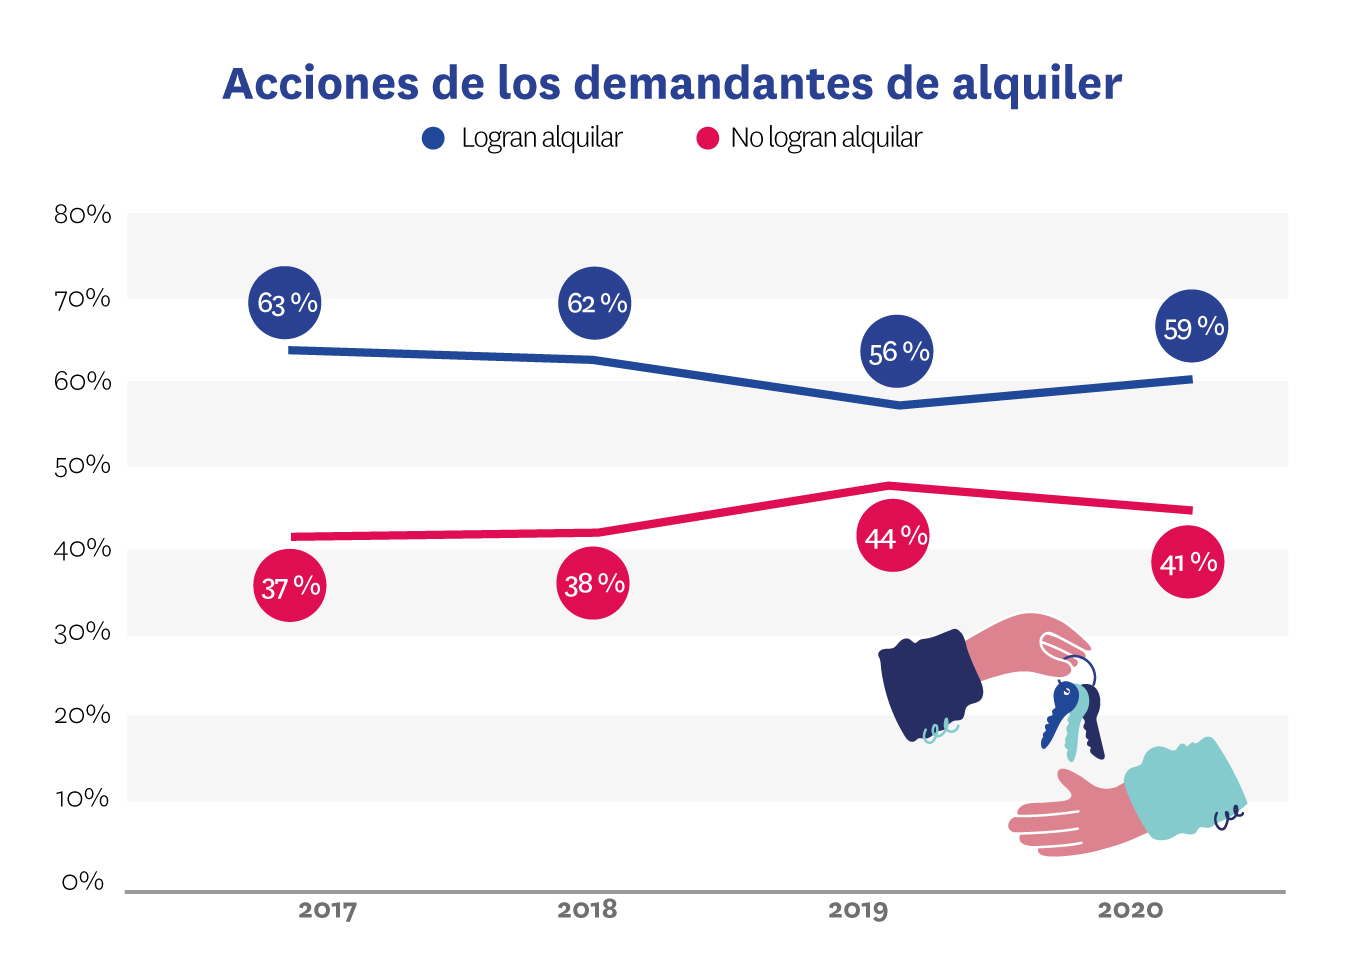 Acciones de los demandantes de alquiler
Logran alquilar No logran alquilar
80%
70%
60%
50%
40%
30%
20%
10%
0%
63 % 62 % 56 % 59 %
37 % 38 % 44 % 41 %
2017 2018 2019 2020